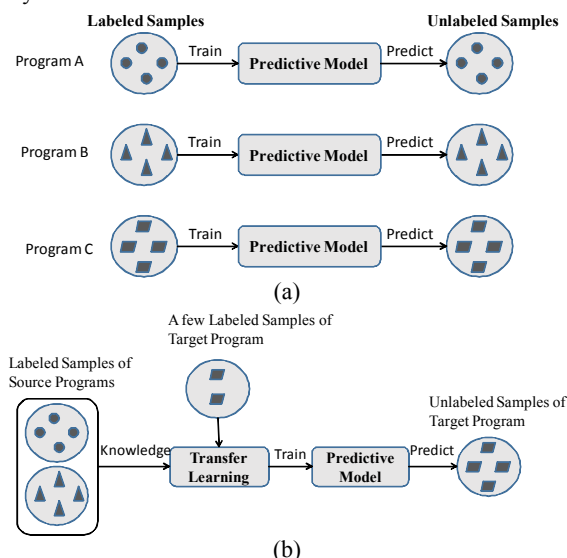 Labeled Samples
Unlabeled Samples
Program A
Train
Predictive Model
Predict
Program B
Train
Predictive Model
Predict
Program C
Train
Predictive Model
Predict
(a)
A few Labeled Samples of
Target Program
Labeled Samples of
Source Programs
Unlabeled Samples of
Target Program
Knowledge
Transfer
Learning
Train
Predictive
Model
Predict
(b)